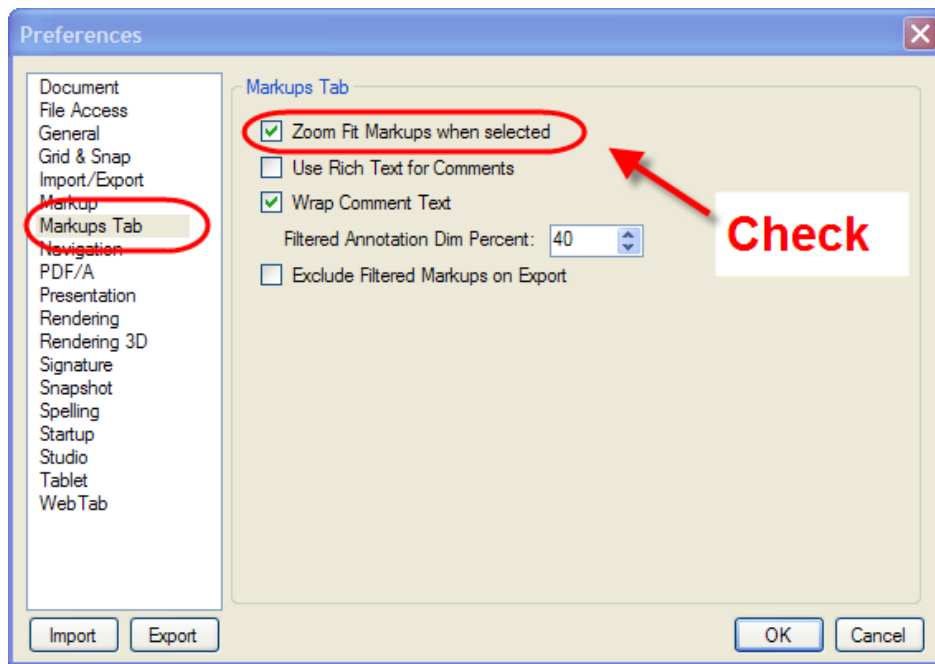 Preferences
Document
File Access
General
Grid & Snap
Import/Export
Markup
Markups Tab
Navigation
PDF/A
Presentation
Rendering
Rendering 3D
Signature
Snapshot
Spelling
Startup
Studio
Tablet
WebTab
Markups Tab
Zoom Fit Markups when selected
Use Rich Text for Comments
Wrap Comment Text
Filtered Annotation Dim Percent: 40
Exclude Filtered Markups on Export
Check
Import Export
OK Cancel